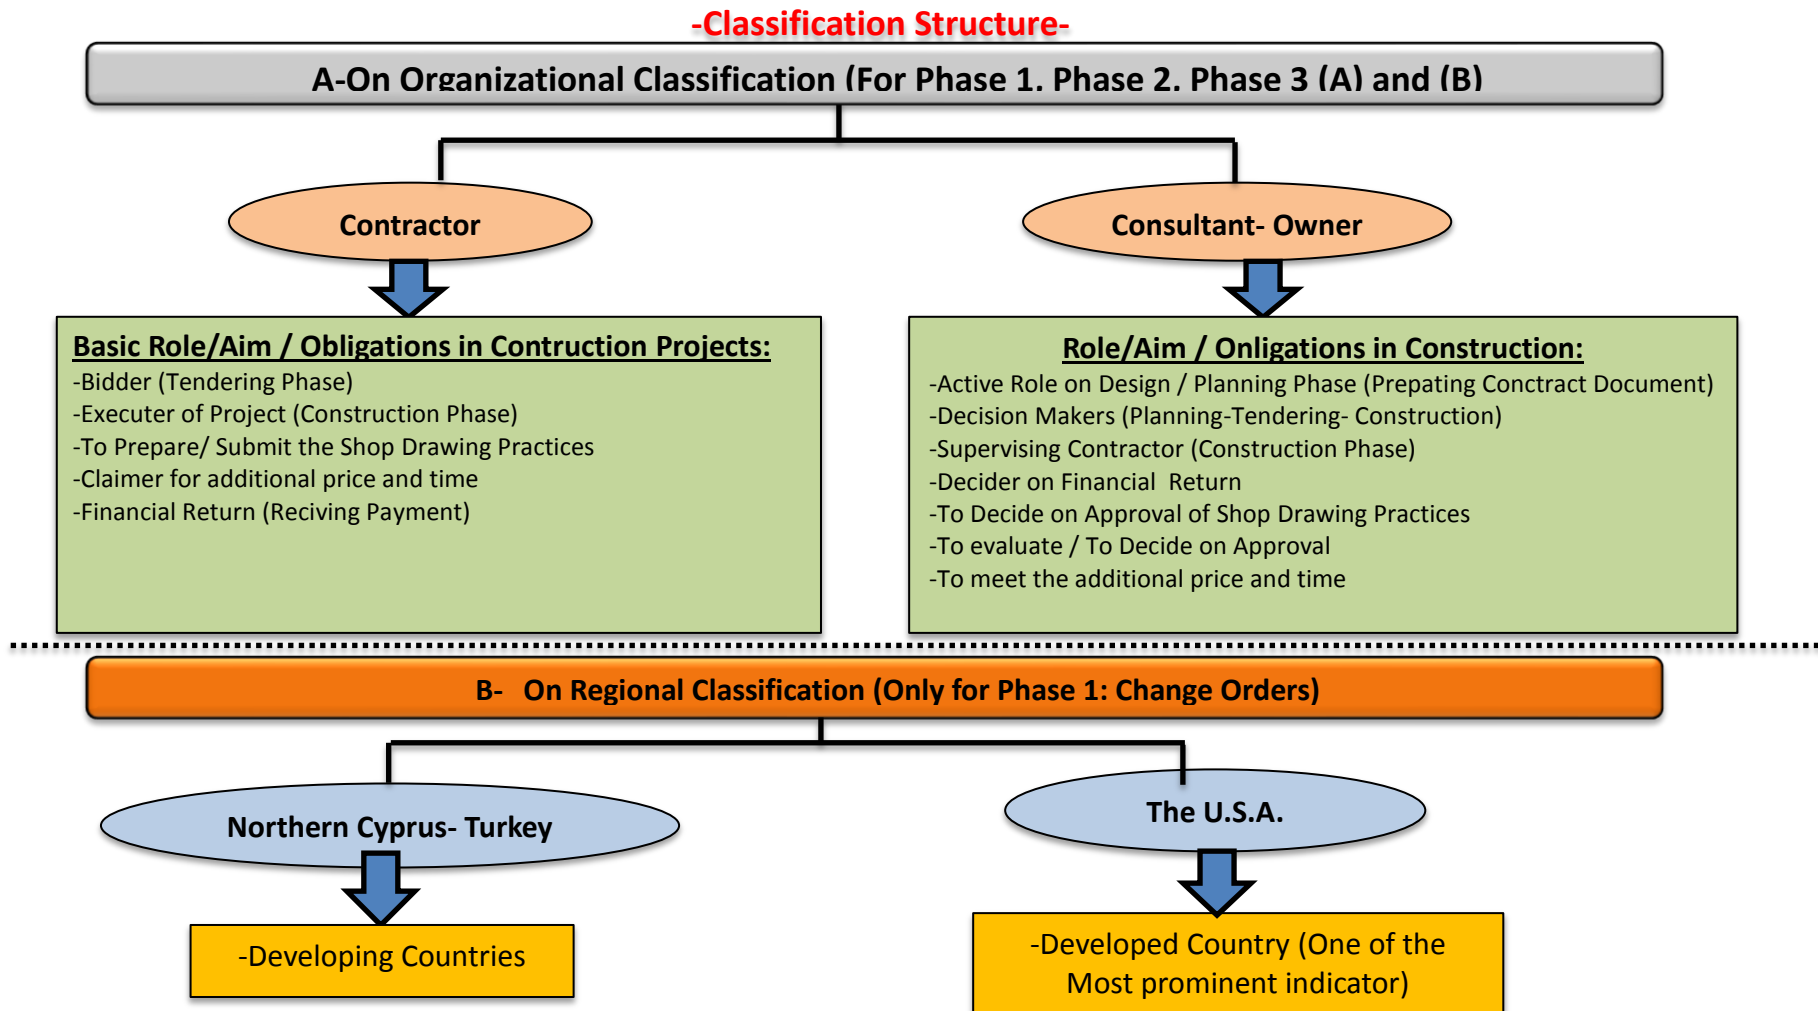 -Classification Structure-
A-On Organizational Classification (For Phase 1. Phase 2. Phase 3 (A) and (B)
Contractor
Consultant- Owner
Basic Role/Aim / Obligations in Contruction Projects:
-Bidder (Tendering Phase)
-Executer of Project (Construction Phase)
-To Prepare/ Submit the Shop Drawing Practices
-Claimer for additional price and time
-Financial Return (Reciving Payment)
Role/Aim / Onligations in Construction:
-Active Role on Design / Planning Phase (Prepating Conctract Document)
-Decision Makers (Planning-Tendering- Construction)
-Supervising Contractor (Construction Phase)
-Decider on Financial  Return
-To Decide on Approval of Shop Drawing Practices
-To evaluate / To Decide on Approval
-To meet the additional price and time
B-   On Regional Classification (Only for Phase 1: Change Orders)
Northern Cyprus- Turkey
The U.S.A.
-Developing Countries
-Developed Country (One of the
Most prominent indicator)